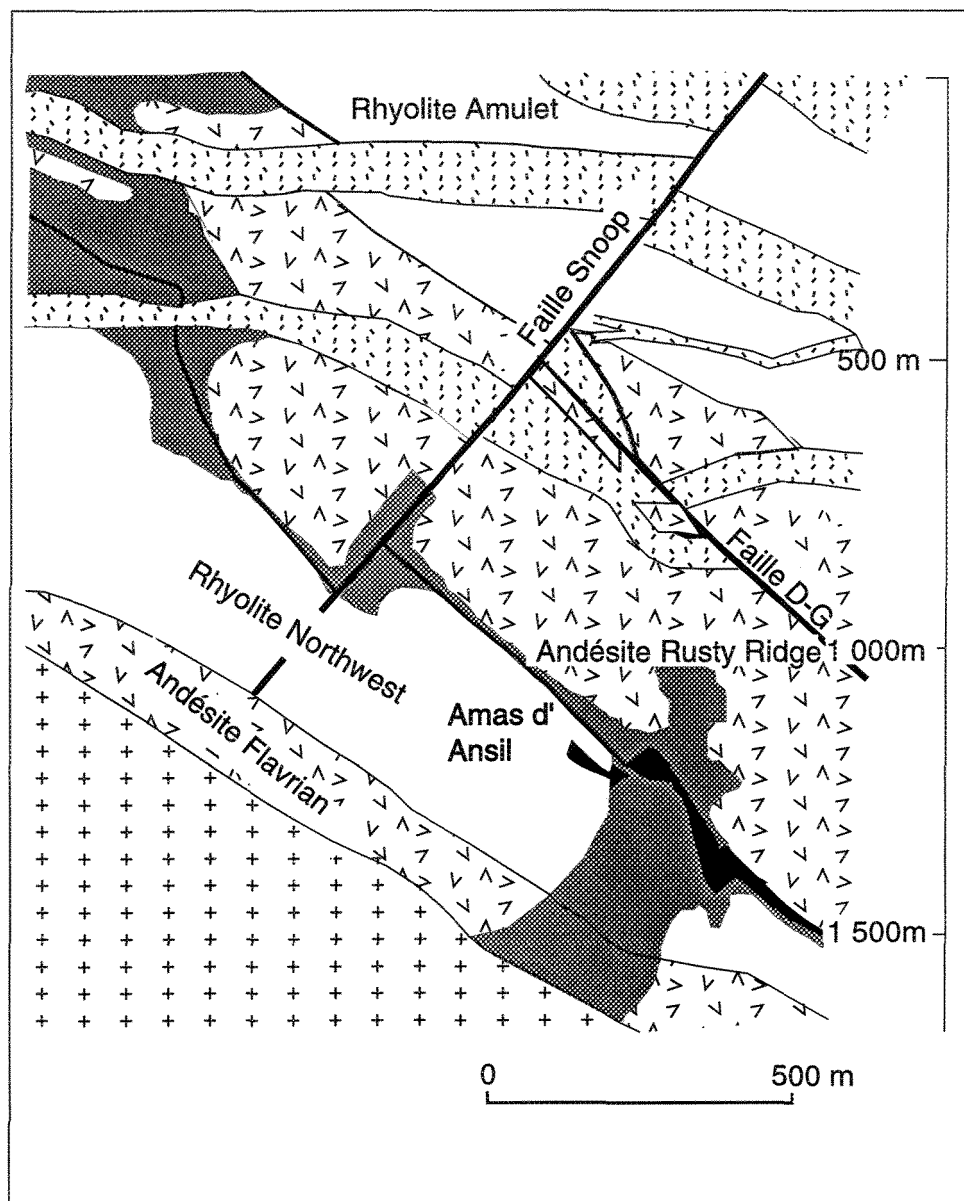 Rhyolite Amulet
Faille Snoop
500 m
Faille D-G
Rhyolite Northwest
Andésite Rusty Ridge
1 000m
Andésite Flavrian
Amas d'
Ansil
1 500m
0
500 m